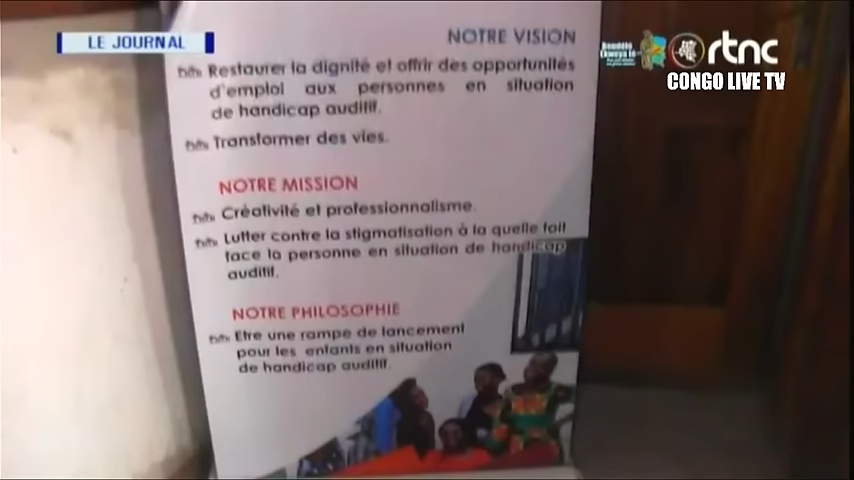 LE JOURNAL
rtnc
CONGO LIVE TV
NOTRE VISION
Restaurer la dignité et offrir des opportunités
d'emploi aux personnes en situation
de handicap auditif.
Transformer des vies.
NOTRE MISSION
Créativité et professionnalisme.
Lutter contre la stigmatisation à la quelle fait
face la personne en situation de handicap
auditif.
NOTRE PHILOSOPHIE
Etre une rampe de lancement
pour les enfants en situation
de handicap auditif.